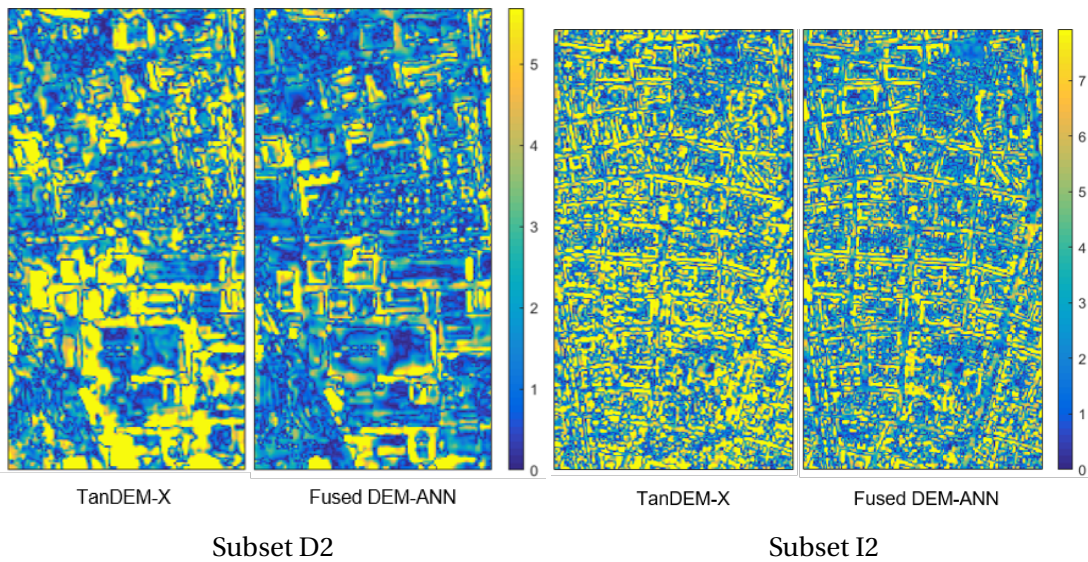 5
4
3
2
1
0
7
6
5
4
3
2
1
0
TanDEM-X
Fused DEM-ANN
TanDEM-X
Fused DEM-ANN
Subset D2
Subset I2